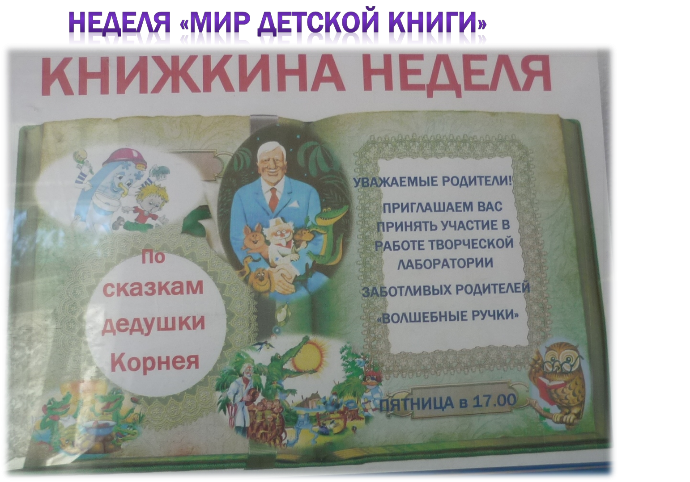 НЕДЕЛЯ «МИР ДЕТСКОЙ КНИГИ»
КНИЖКИНА НЕДЕЛЯ
По
сказкам
дедушки
Корнея
УВАЖАЕМЫЕ РОДИТЕЛИ!
ПРИГЛАШАЕМ ВАС
ПРИНЯТЬ УЧАСТИЕ В
РАБОТЕ ТВОРЧЕСКОЙ
ЛАБОРАТОРИИ
ЗАБОТЛИВЫХ РОДИТЕЛЕЙ
«ВОЛШЕБНЫЕ РУЧКИ»
ПЯТНИЦА в 17.00